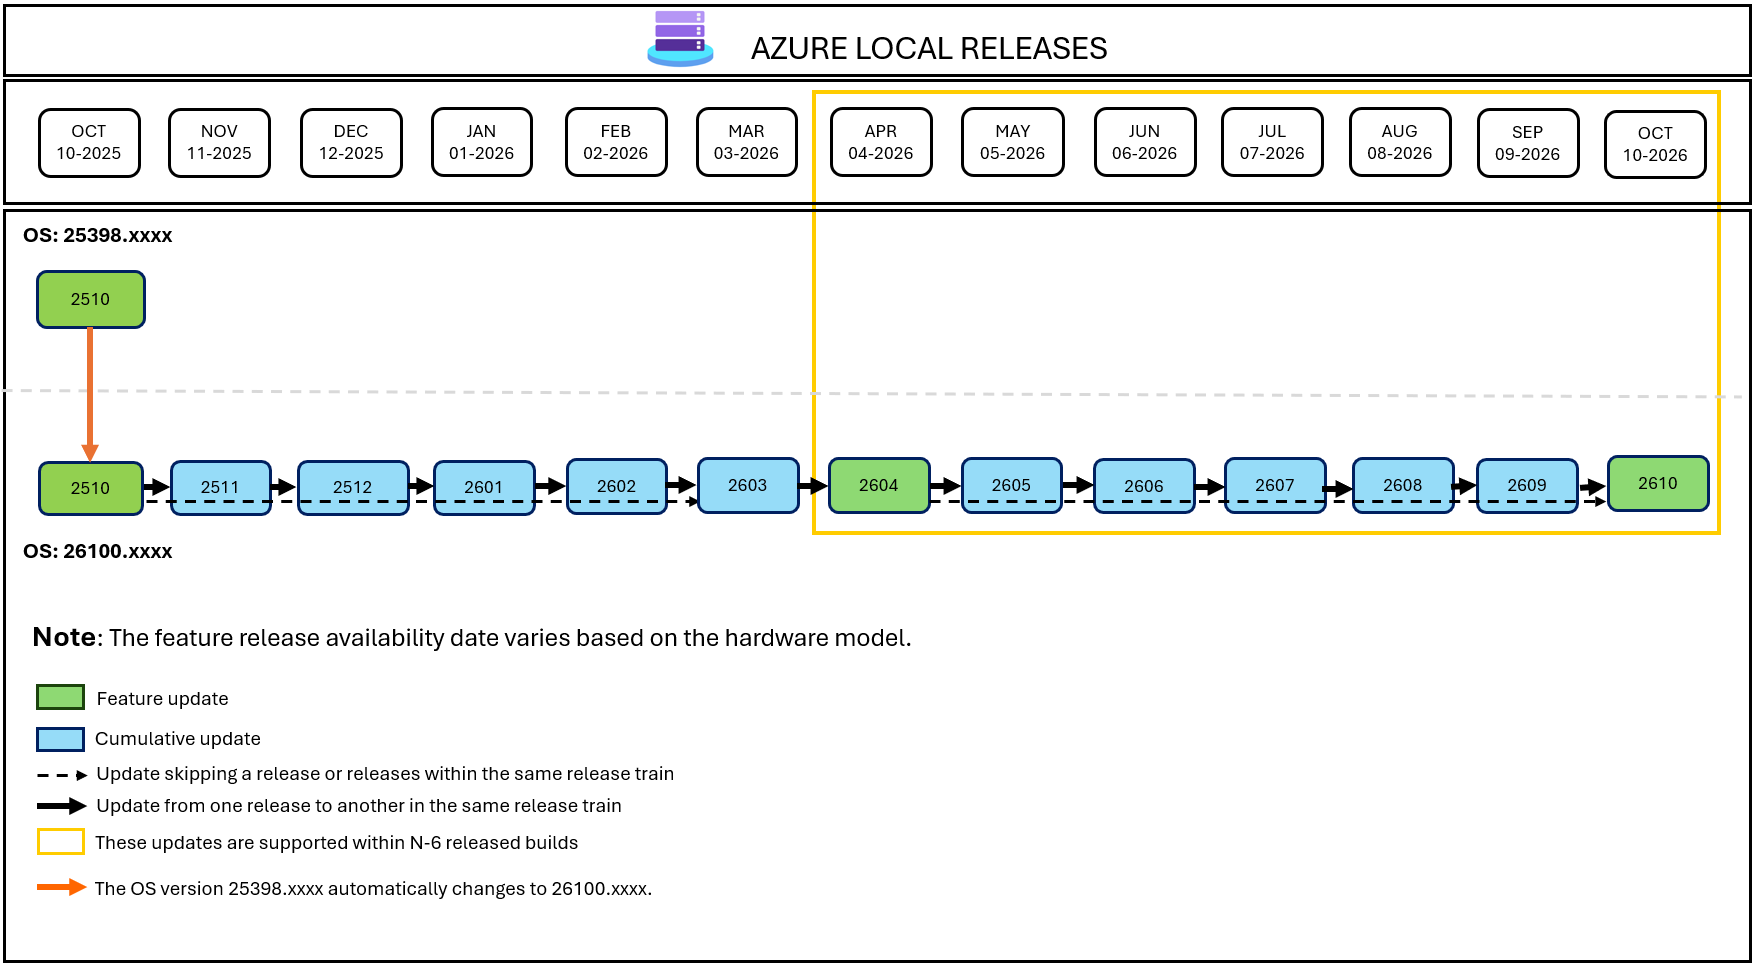 AZURE LOCAL RELEASES
OCT
10-2025
NOV
11-2025
DEC
12-2025
JAN
01-2026
FEB
02-2026
MAR
03-2026
APR
04-2026
MAY
05-2026
JUN
06-2026
JUL
07-2026
AUG
08-2026
SEP
09-2026
OCT
10-2026
OS: 25398.xxxx
2510
2510
2511
2512
2601
2602
2603
2604
2605
2606
2607
2608
2609
2610
OS: 26100.xxxx
Note: The feature release availability date varies based on the hardware model.
Feature update
Cumulative update
Update skipping a release or releases within the same release train
Update from one release to another in the same release train
These updates are supported within N-6 released builds
The OS version 25398.xxxx automatically changes to 26100.xxxx.